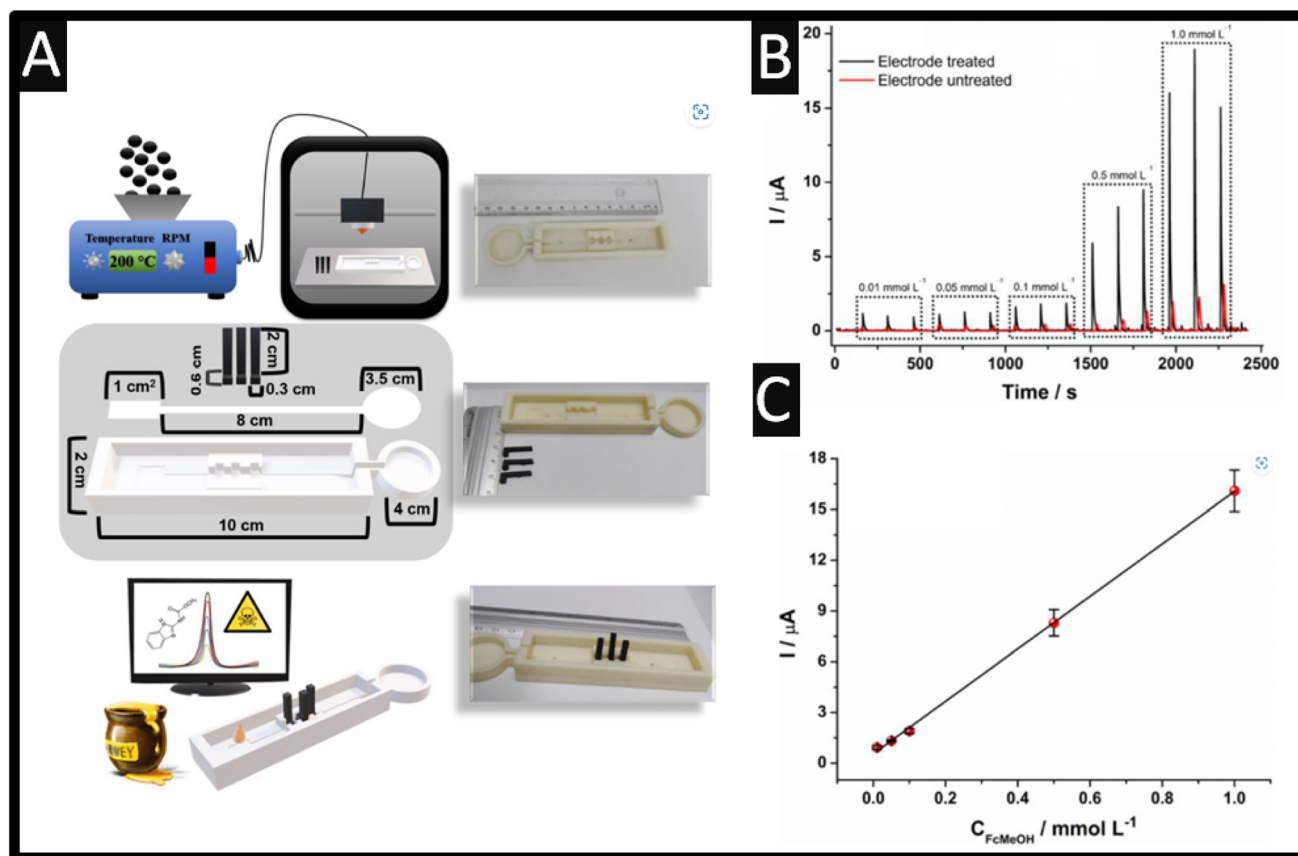 A
Temperature RPM
200 °C
2 cm
0.6 cm
0.3 cm
1 cm²
3.5 cm
8 cm
2 cm
10 cm
4 cm
B
I / µA
20
15
10
5
0
Electrode treated
Electrode untreated
0.01 mmol L⁻¹
0.05 mmol L⁻¹
0.1 mmol L⁻¹
0.5 mmol L⁻¹
1.0 mmol L⁻¹
0 500 1000 1500 2000 2500
Time / s
C
I / µA
18
15
12
9
6
3
0
0.0 0.2 0.4 0.6 0.8 1.0
C_FcMeOH / mmol L⁻¹